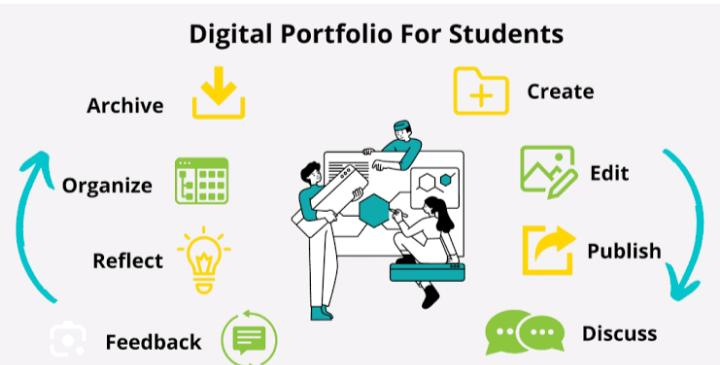 Digital Portfolio For Students
Archive
Create
Organize
Edit
Reflect
Publish
Feedback
Discuss